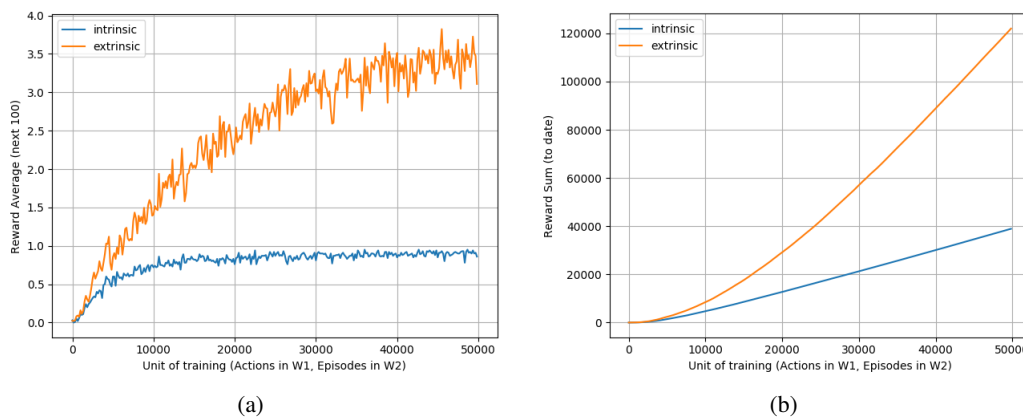 4.0
3.5
3.0
2.5
2.0
1.5
1.0
0.5
0.0
Reward Average (next 100)
intrinsic
extrinsic
0 10000 20000 30000 40000 50000
Unit of training (Actions in W1, Episodes in W2)
(a)
120000
100000
80000
60000
40000
20000
0
Reward Sum (to date)
intrinsic
extrinsic
0 10000 20000 30000 40000 50000
Unit of training (Actions in W1, Episodes in W2)
(b)